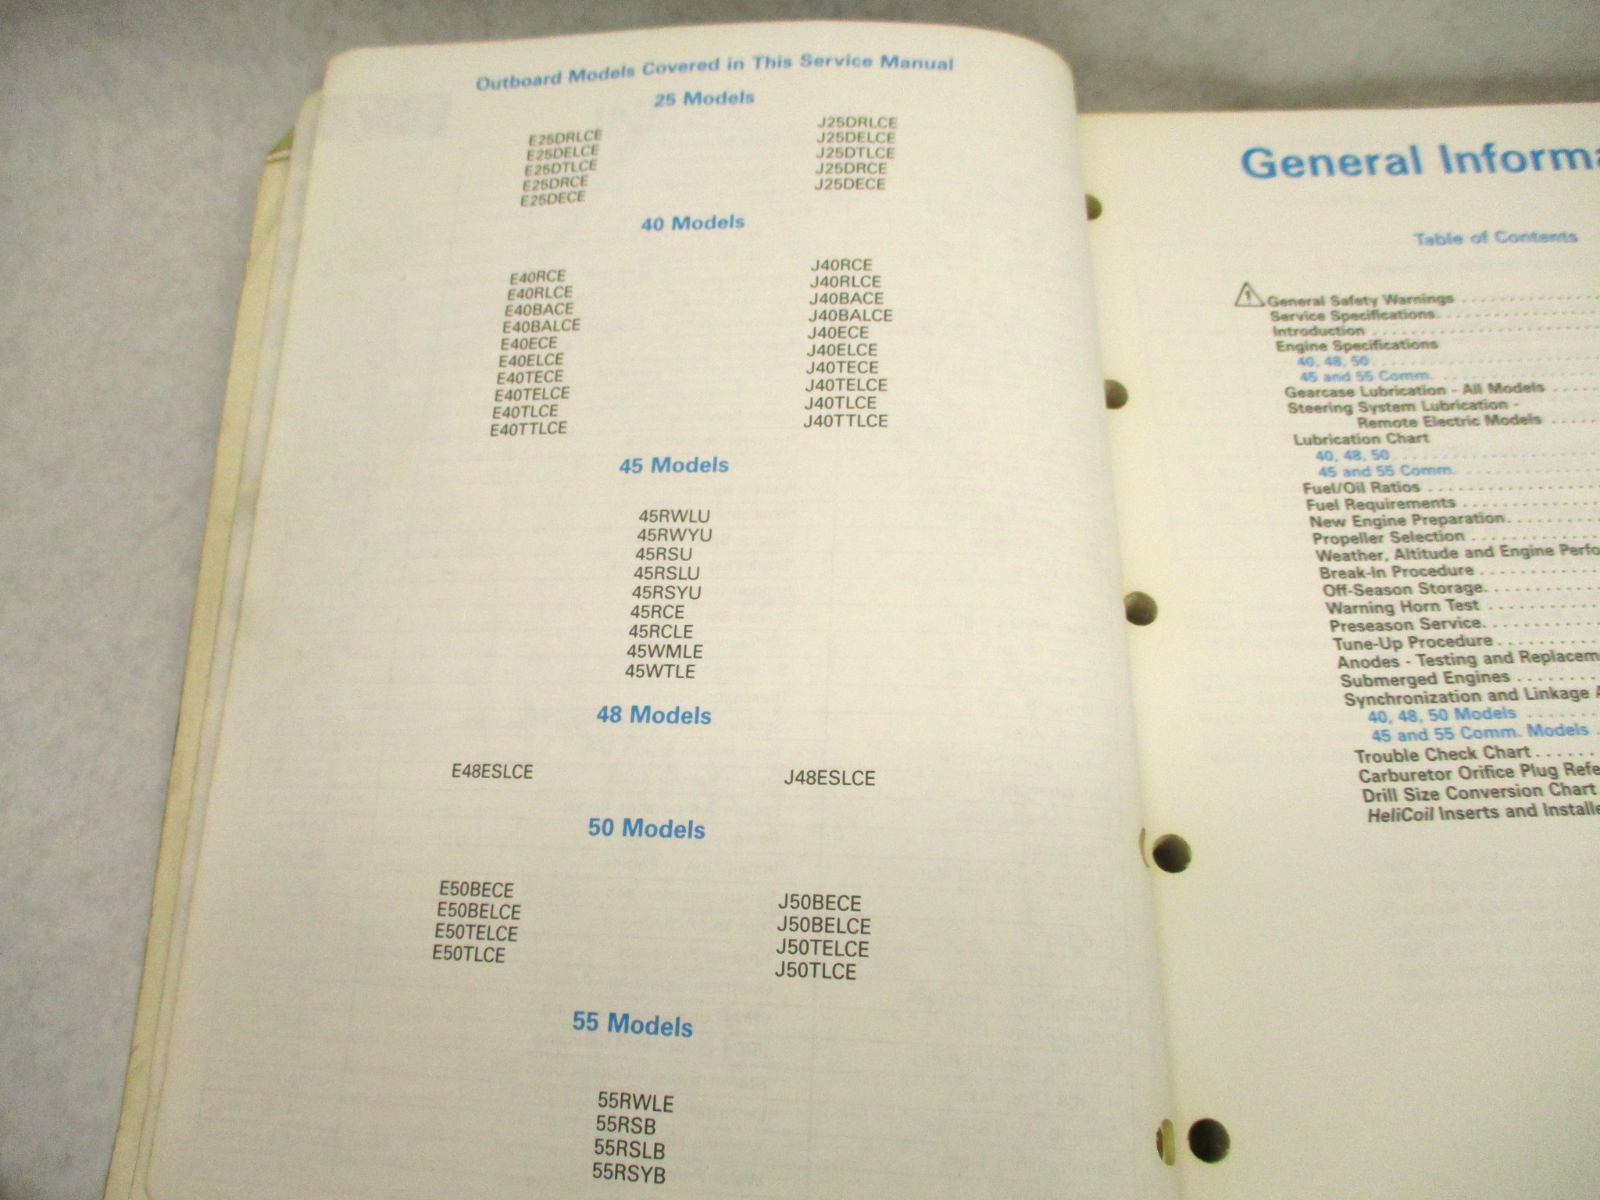 Outboard Models Covered in This Service Manual
25 Models
E25DRLCE
E25DELCE
E25DTLCE
E25DRCE
E25DECE
J25DRLCE
J25DELCE
J25DTLCE
J25DRCE
J25DECE
40 Models
E40RCE
E40RLCE
E40BACE
E40BALCE
E40ECE
E40ELCE
E40TECE
E40TELCE
E40TLCE
E40TTLCE
J40RCE
J40RLCE
J40BACE
J40BALCE
J40ECE
J40ELCE
J40TECE
J40TELCE
J40TLCE
J40TTLCE
45 Models
45RWLU
45RWYU
45RSU
45RSLU
45RSYU
45RCE
45RCLE
45WMLE
45WTLE
48 Models
E48ESLCE
J48ESLCE
50 Models
E50BECE
E50BELCE
E50TELCE
E50TLCE
J50BECE
J50BELCE
J50TELCE
J50TLCE
55 Models
55RWLE
55RSB
55RSLB
55RSYB
General Informa
Table of Contents
General Safety Warnings
Service Specifications
Introduction
Engine Specifications
40, 48, 50
45 and 55 Comm.
Gearcase Lubrication - All Models
Steering System Lubrication -
Remote Electric Models
Lubrication Chart
40, 48, 50
45 and 55 Comm.
Fuel/Oil Ratios
Fuel Requirements
New Engine Preparation
Propeller Selection
Weather, Altitude and Engine Perfo
Break-In Procedure
Off-Season Storage
Warning Horn Test
Preseason Service
Tune-Up Procedure
Anodes - Testing and Replacem
Submerged Engines
Synchronization and Linkage A
40, 48, 50 Models
45 and 55 Comm. Models
Trouble Check Chart
Carburetor Orifice Plug Refe
Drill Size Conversion Chart
HeliCoil Inserts and Installe